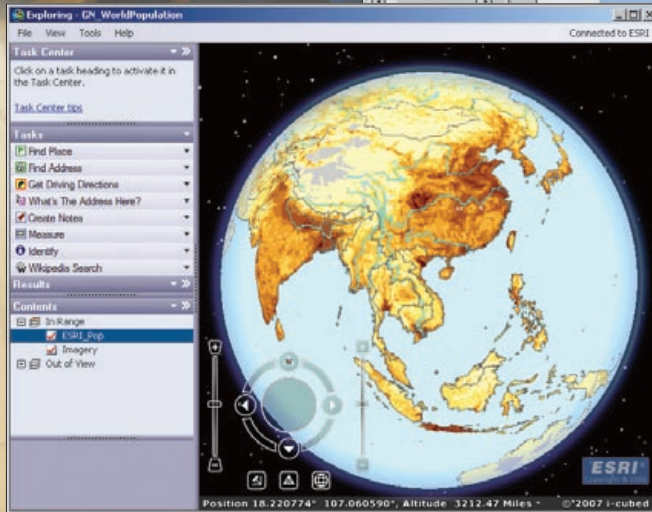 Exploring - GN_WorldPopulation
File View Tools Help
Connected to ESRI
Task Center
Click on a task heading to activate it in
the Task Center.
Task Center tips
Tasks
Find Place
Find Address
Get Driving Directions
What's The Address Here?
Create Notes
Measure
Identify
Wikipedia Search
Results
Contents
In Range
ESRI_Pop
Imagery
Out of View
N
ESRI
Copyright ©
Position 18.220774° 107.060590°, Altitude 3212.47 Miles
©2007 i-cubed